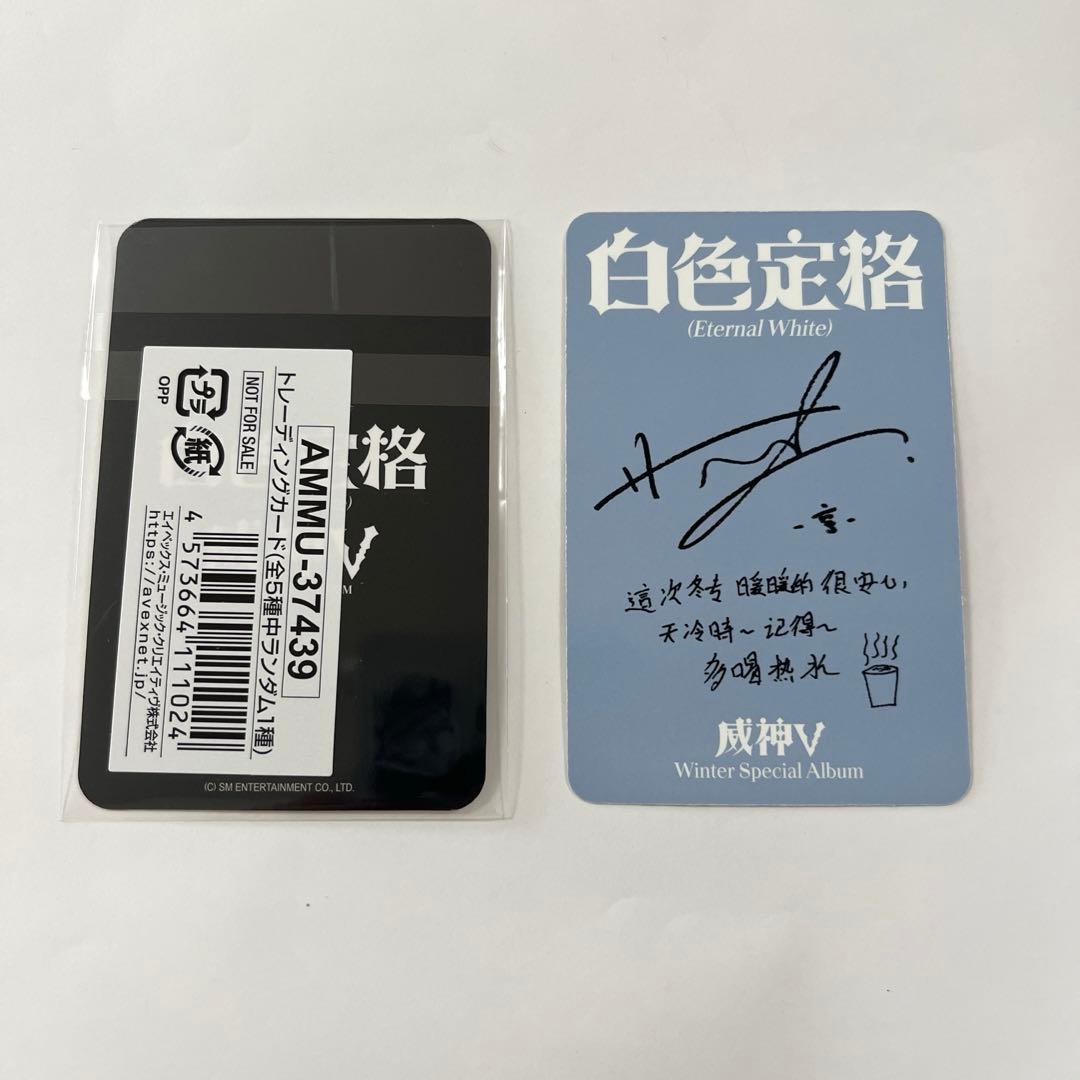 AMMU-37439
トレーディングカード(全5種中ランダム1種)
NOT FOR SALE
プラ
OPP
紙
4 573664 111024
エイベックス・ミュージック・クリエイティヴ株式会社
https://avexnet.jp/
格
V
M
(C) SM ENTERTAINMENT CO., LTD.
白色定格
(Eternal White)
-亨-
這次冬专 暖暖的 很安心,
天冷時~记得~
多喝热水
威神V
Winter Special Album